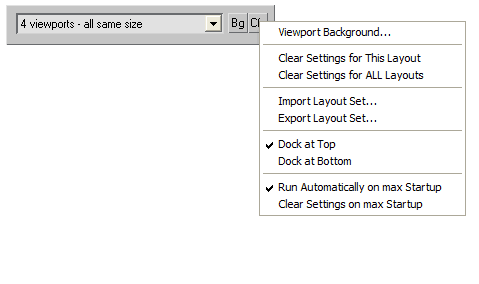 4 viewports - all same size
Bg
Viewport Background...
Clear Settings for This Layout
Clear Settings for ALL Layouts
Import Layout Set...
Export Layout Set...
Dock at Top
Dock at Bottom
Run Automatically on max Startup
Clear Settings on max Startup